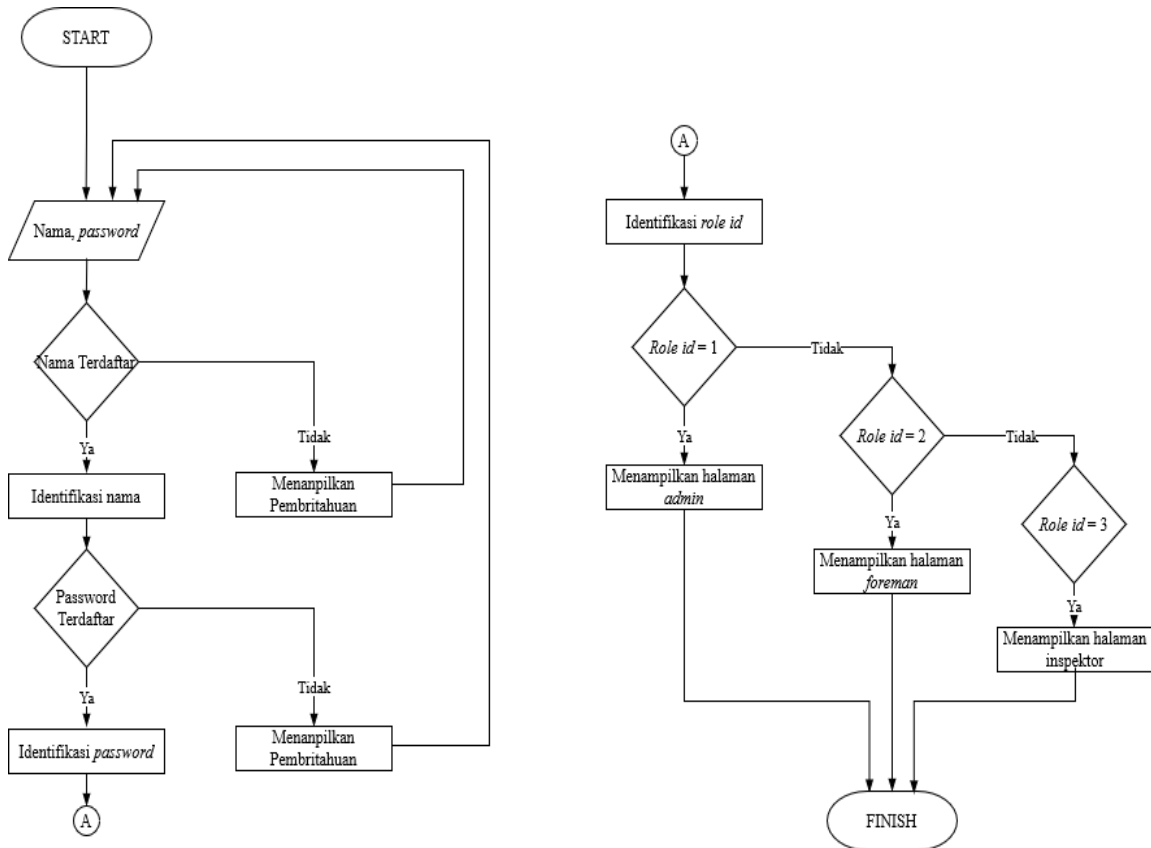 START
Nama, password
Nama Terdaftar
Ya
Tidak
Identifikasi nama
Menanpilkan
Pembritahuan
Password
Terdaftar
Ya
Tidak
Identifikasi password
Menanpilkan
Pembritahuan
A
A
Identifikasi role id
Role id = 1
Tidak
Ya
Menampilkan halaman
admin
Role id = 2
Tidak
Ya
Menampilkan halaman
foreman
Role id = 3
Ya
Menampilkan halaman
inspektor
FINISH